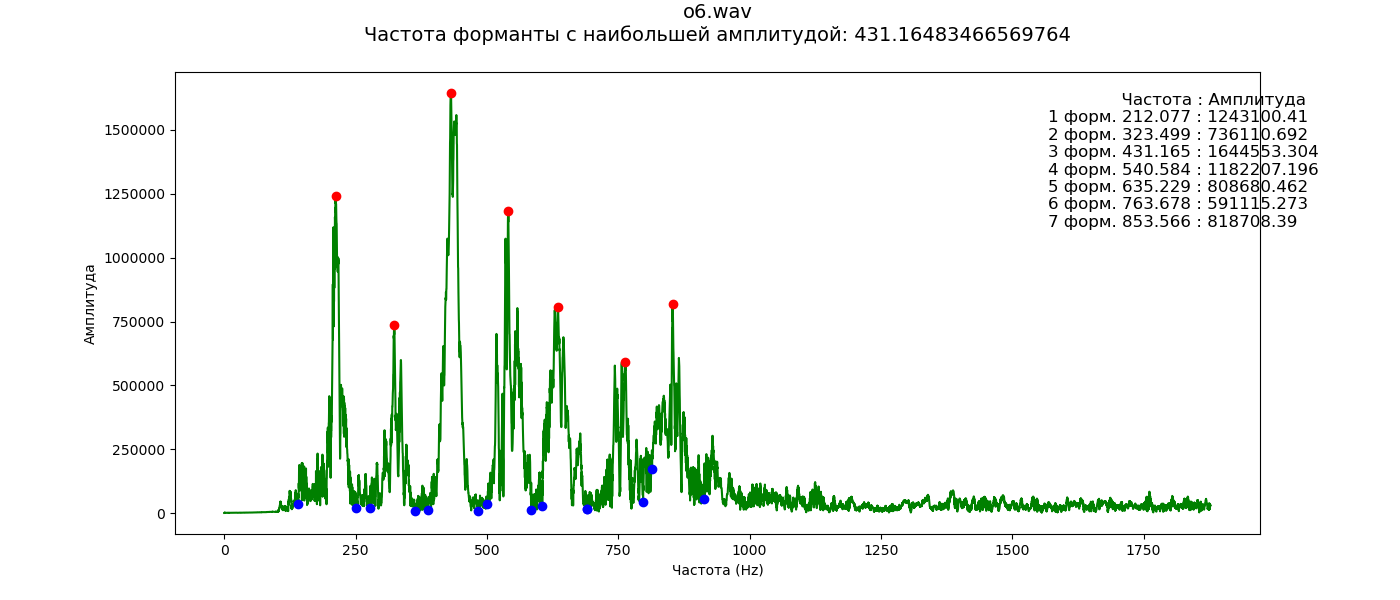 o6.wav
Частота форманты с наибольшей амплитудой: 431.16483466569764
Частота : Амплитуда
1 форм. 212.077 : 1243100.41
2 форм. 323.499 : 736110.692
3 форм. 431.165 : 1644553.304
4 форм. 540.584 : 1182207.196
5 форм. 635.229 : 808680.462
6 форм. 763.678 : 591115.273
7 форм. 853.566 : 818708.39
Амплитуда
1500000
1250000
1000000
750000
500000
250000
0
0 250 500 750 1000 1250 1500 1750
Частота (Hz)